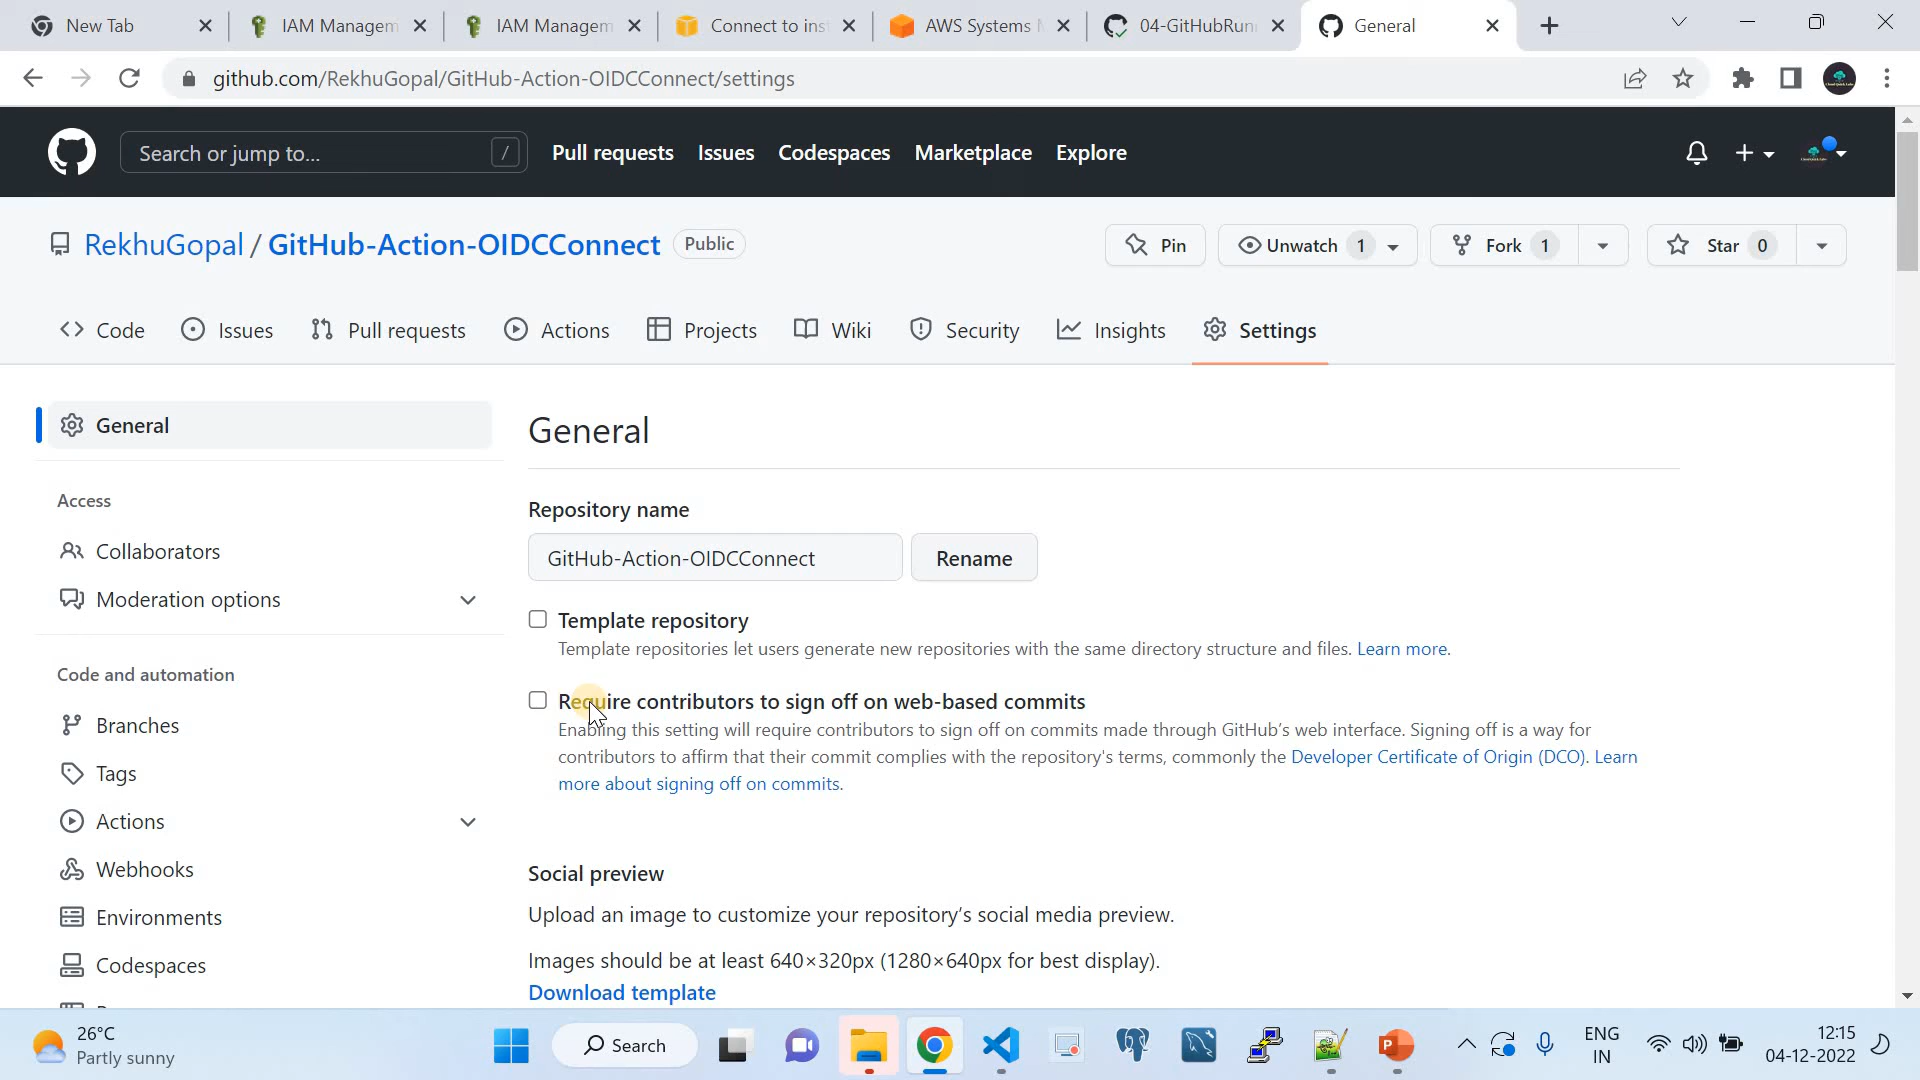 New Tab
IAM Managem
IAM Managem
Connect to inst
AWS Systems M
04-GitHubRun
General
github.com/RekhuGopal/GitHub-Action-OIDCConnect/settings
Search or jump to...
/
Pull requests
Issues
Codespaces
Marketplace
Explore
RekhuGopal / GitHub-Action-OIDCConnect
Public
Pin
Unwatch 1
Fork 1
Star 0
Code
Issues
Pull requests
Actions
Projects
Wiki
Security
Insights
Settings
General
Access
Collaborators
Moderation options
Code and automation
Branches
Tags
Actions
Webhooks
Environments
Codespaces
General
Repository name
GitHub-Action-OIDCConnect
Rename
Template repository
Template repositories let users generate new repositories with the same directory structure and files. Learn more.
Require contributors to sign off on web-based commits
Enabling this setting will require contributors to sign off on commits made through GitHub's web interface. Signing off is a way for
contributors to affirm that their commit complies with the repository's terms, commonly the Developer Certificate of Origin (DCO). Learn
more about signing off on commits.
Social preview
Upload an image to customize your repository's social media preview.
Images should be at least 640×320px (1280×640px for best display).
Download template
26°C
Partly sunny
Search
ENG
IN
12:15
04-12-2022